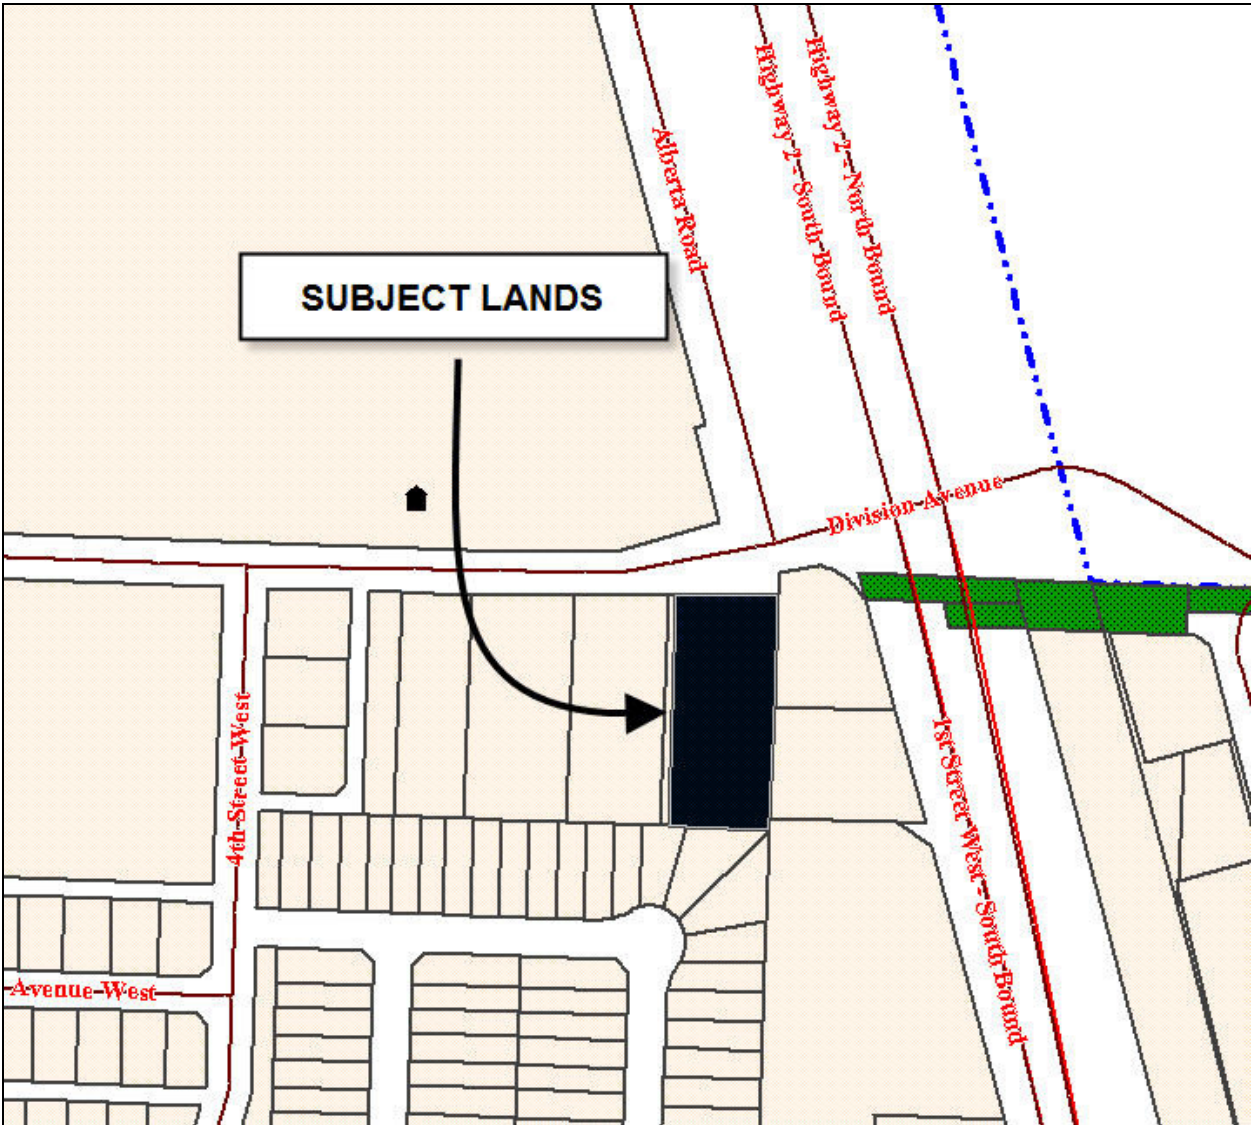 Highway 2 - South Bound
Highway 2 - North Bound
Alberta Road
SUBJECT LANDS
Division Avenue
4th Street West
1st Street West - South Bound
Avenue West